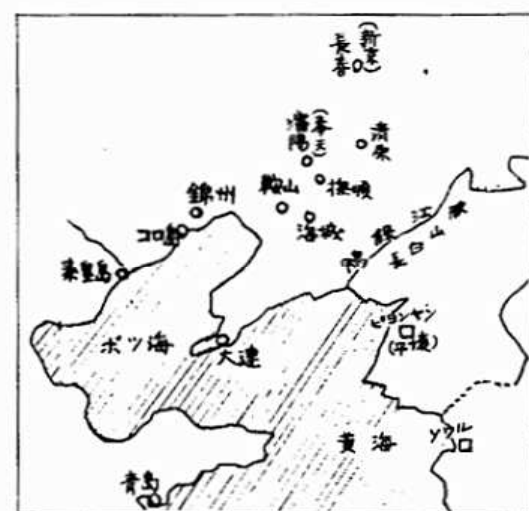 長春
(新京)
瀋陽
(奉天)
清原
撫順
鞍山
海城
錦州
コロ島
秦皇島
鴨緑江
長白山脈
ピョンヤン
(平壌)
ボツ海
大連
黄海
ソウル
青島